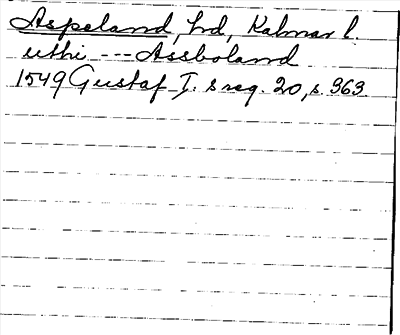 Aspeland, hd, Kalmar l.
uthi --- Assboland
1549 Gustaf I. s reg. 20, s. 363